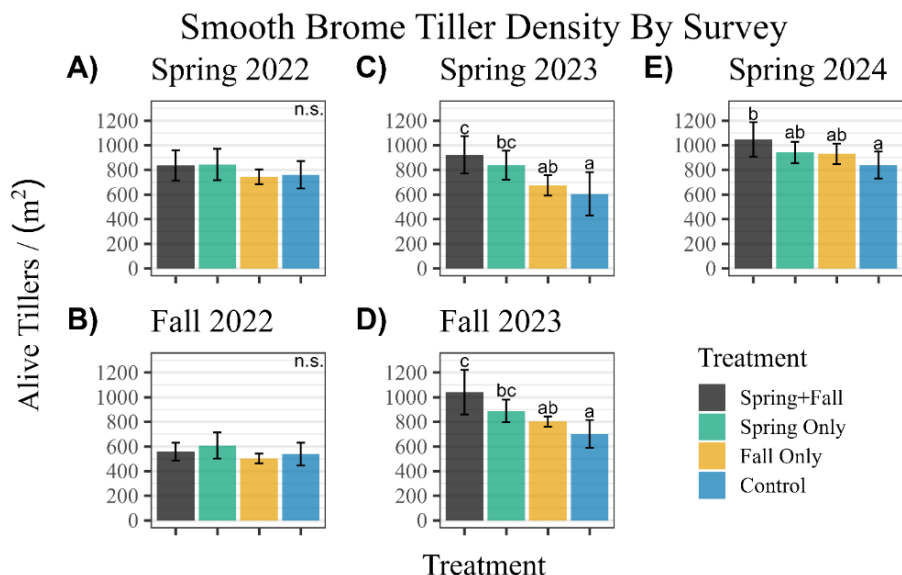 Smooth Brome Tiller Density By Survey
A) Spring 2022
n.s.
1200
1000
800
600
400
200
0
C) Spring 2023
c bc ab a
1200
1000
800
600
400
200
0
E) Spring 2024
b ab ab a
1200
1000
800
600
400
200
0
Alive Tillers / (m²)
B) Fall 2022
n.s.
1200
1000
800
600
400
200
0
D) Fall 2023
c bc ab a
1200
1000
800
600
400
200
0
Treatment
Spring+Fall
Spring Only
Fall Only
Control
Treatment